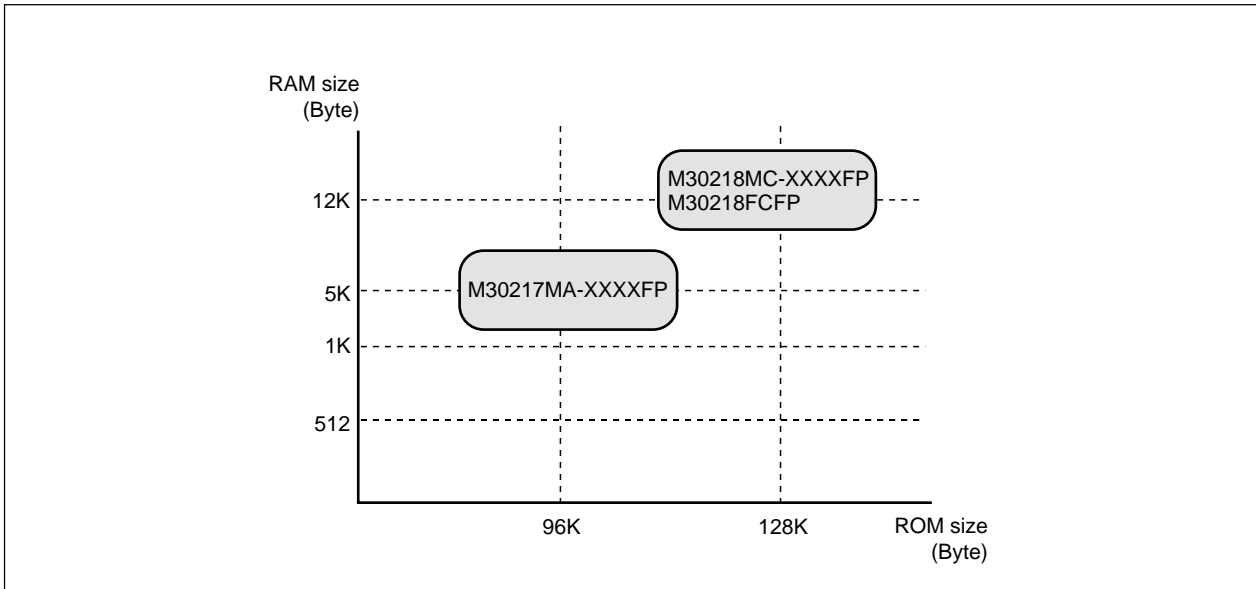 RAM size
(Byte)
M30218MC-XXXXFP
M30218FCFP
12K
M30217MA-XXXXFP
5K
1K
512
96K
128K
ROM size
(Byte)